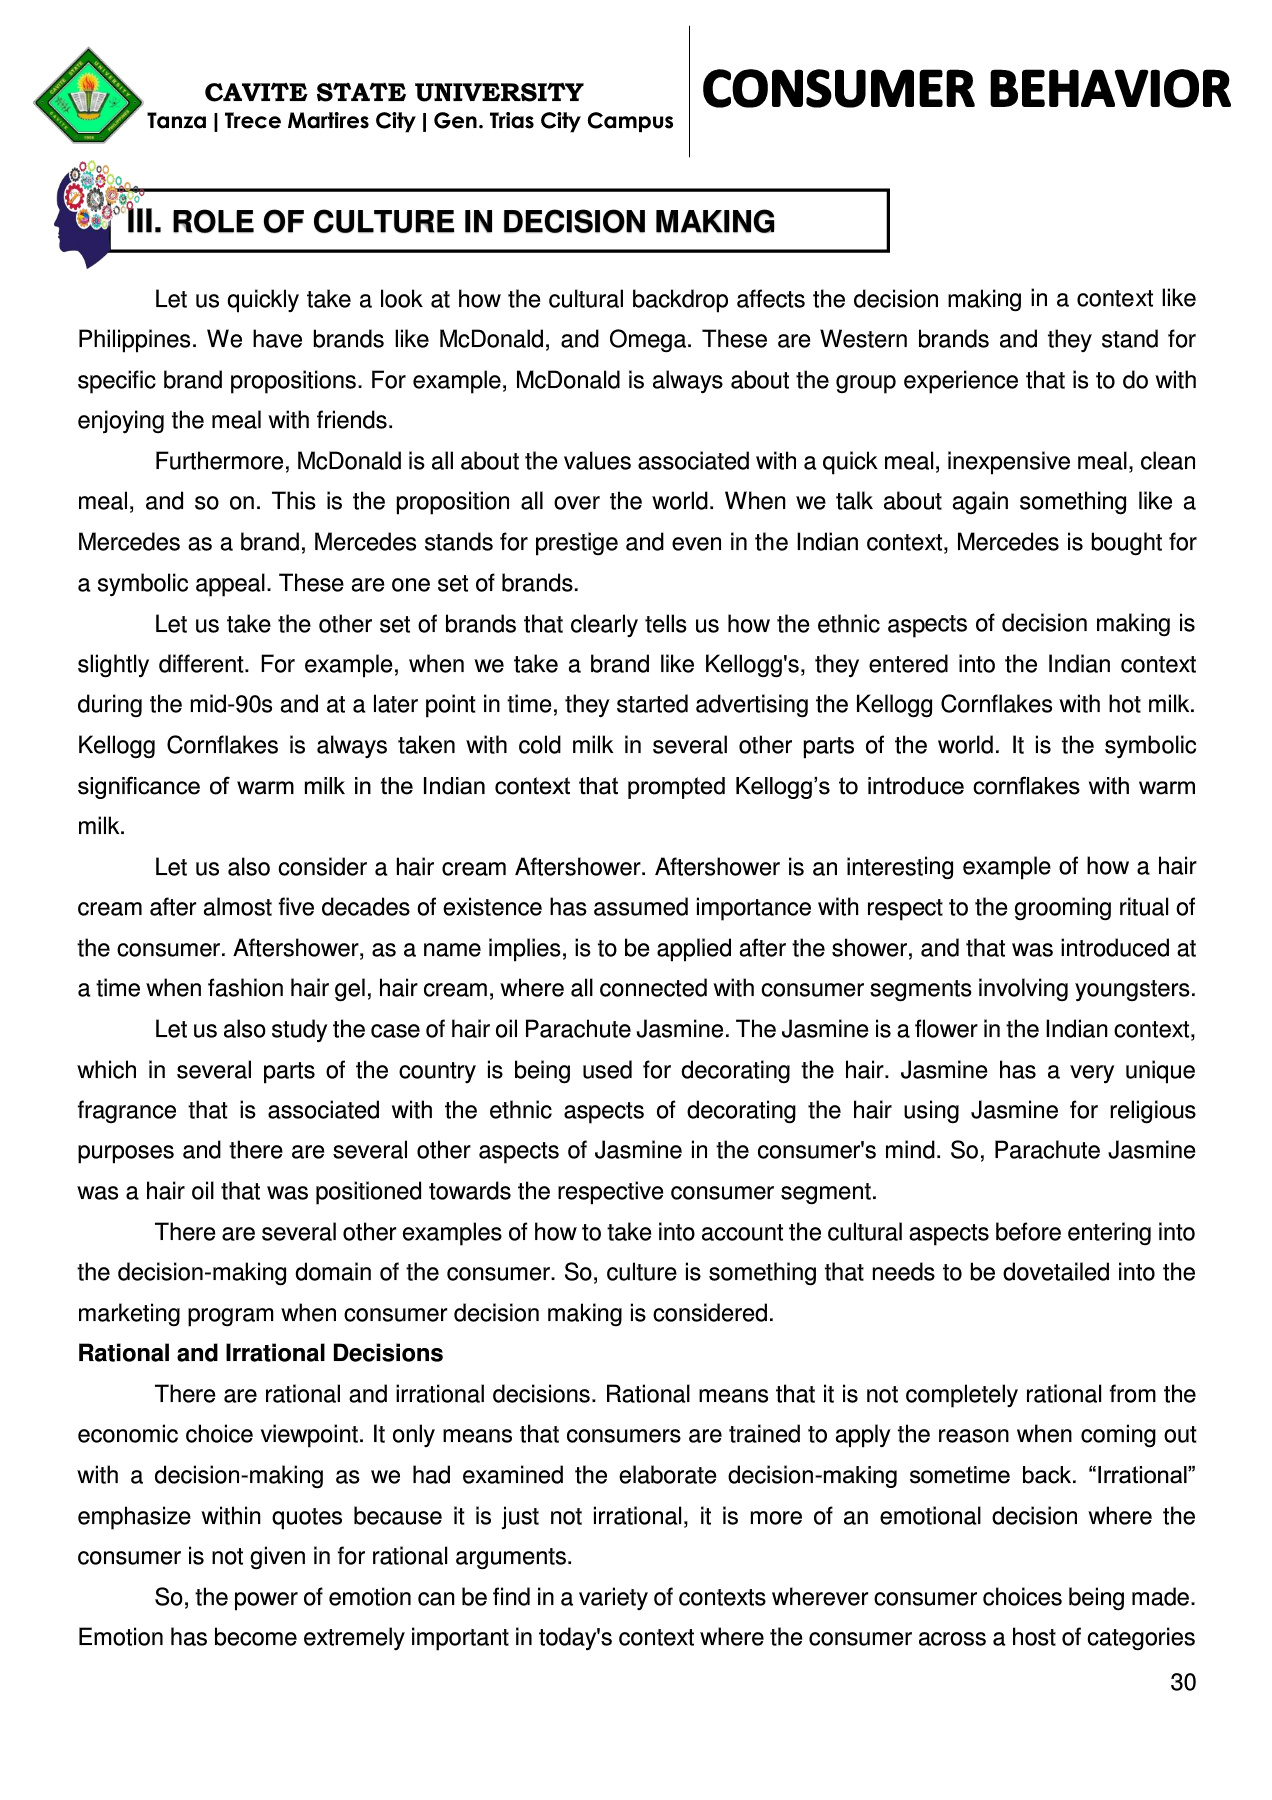 CAVITE STATE UNIVERSITY
Tanza | Trece Martires City | Gen. Trias City Campus
CONSUMER BEHAVIOR
III. ROLE OF CULTURE IN DECISION MAKING
Let us quickly take a look at how the cultural backdrop affects the decision making in a context like
Philippines. We have brands like McDonald, and Omega. These are Western brands and they stand for
specific brand propositions. For example, McDonald is always about the group experience that is to do with
enjoying the meal with friends.
Furthermore, McDonald is all about the values associated with a quick meal, inexpensive meal, clean
meal, and so on. This is the proposition all over the world. When we talk about again something like a
Mercedes as a brand, Mercedes stands for prestige and even in the Indian context, Mercedes is bought for
a symbolic appeal. These are one set of brands.
Let us take the other set of brands that clearly tells us how the ethnic aspects of decision making is
slightly different. For example, when we take a brand like Kellogg's, they entered into the Indian context
during the mid-90s and at a later point in time, they started advertising the Kellogg Cornflakes with hot milk.
Kellogg Cornflakes is always taken with cold milk in several other parts of the world. It is the symbolic
significance of warm milk in the Indian context that prompted Kellogg’s to introduce cornflakes with warm
milk.
Let us also consider a hair cream Aftershower. Aftershower is an interesting example of how a hair
cream after almost five decades of existence has assumed importance with respect to the grooming ritual of
the consumer. Aftershower, as a name implies, is to be applied after the shower, and that was introduced at
a time when fashion hair gel, hair cream, where all connected with consumer segments involving youngsters.
Let us also study the case of hair oil Parachute Jasmine. The Jasmine is a flower in the Indian context,
which in several parts of the country is being used for decorating the hair. Jasmine has a very unique
fragrance that is associated with the ethnic aspects of decorating the hair using Jasmine for religious
purposes and there are several other aspects of Jasmine in the consumer's mind. So, Parachute Jasmine
was a hair oil that was positioned towards the respective consumer segment.
There are several other examples of how to take into account the cultural aspects before entering into
the decision-making domain of the consumer. So, culture is something that needs to be dovetailed into the
marketing program when consumer decision making is considered.
Rational and Irrational Decisions
There are rational and irrational decisions. Rational means that it is not completely rational from the
economic choice viewpoint. It only means that consumers are trained to apply the reason when coming out
with a decision-making as we had examined the elaborate decision-making sometime back. “Irrational”
emphasize within quotes because it is just not irrational, it is more of an emotional decision where the
consumer is not given in for rational arguments.
So, the power of emotion can be find in a variety of contexts wherever consumer choices being made.
Emotion has become extremely important in today's context where the consumer across a host of categories
30